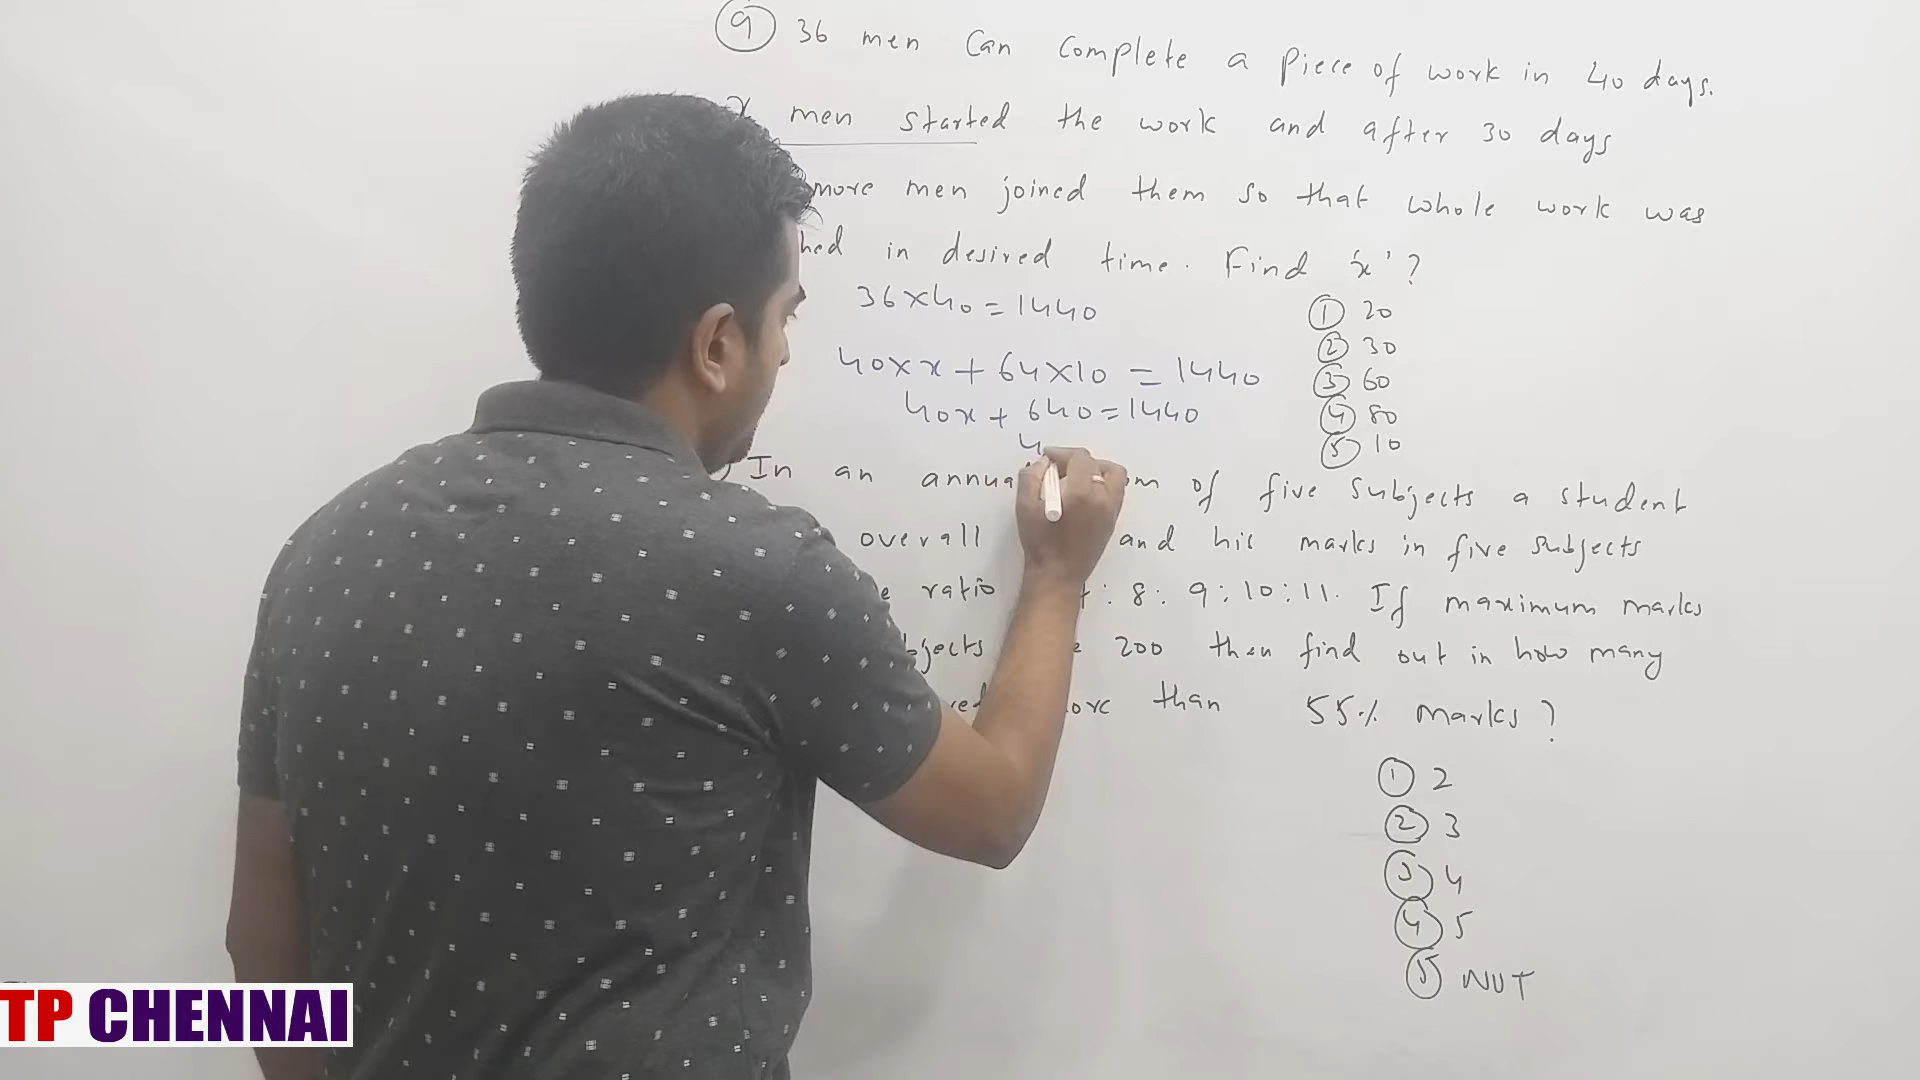 9 36 men can complete a piece of work in 40 days.
x men started the work and after 30 days
more men joined them so that whole work was
hed in desired time. Find 'x'?
36×40=1440
1 20
2 30
3 60
4 80
5 10
40×x + 64×10 = 1440
40x + 640 = 1440
4
In an of five subjects a student
overall and his marks in five subjects
ratio : 8 : 9 : 10 : 11. If maximum marks
200 then find out in how many
than 55% marks?
1 2
2 3
3 4
4 5
5 NOT
TP CHENNAI